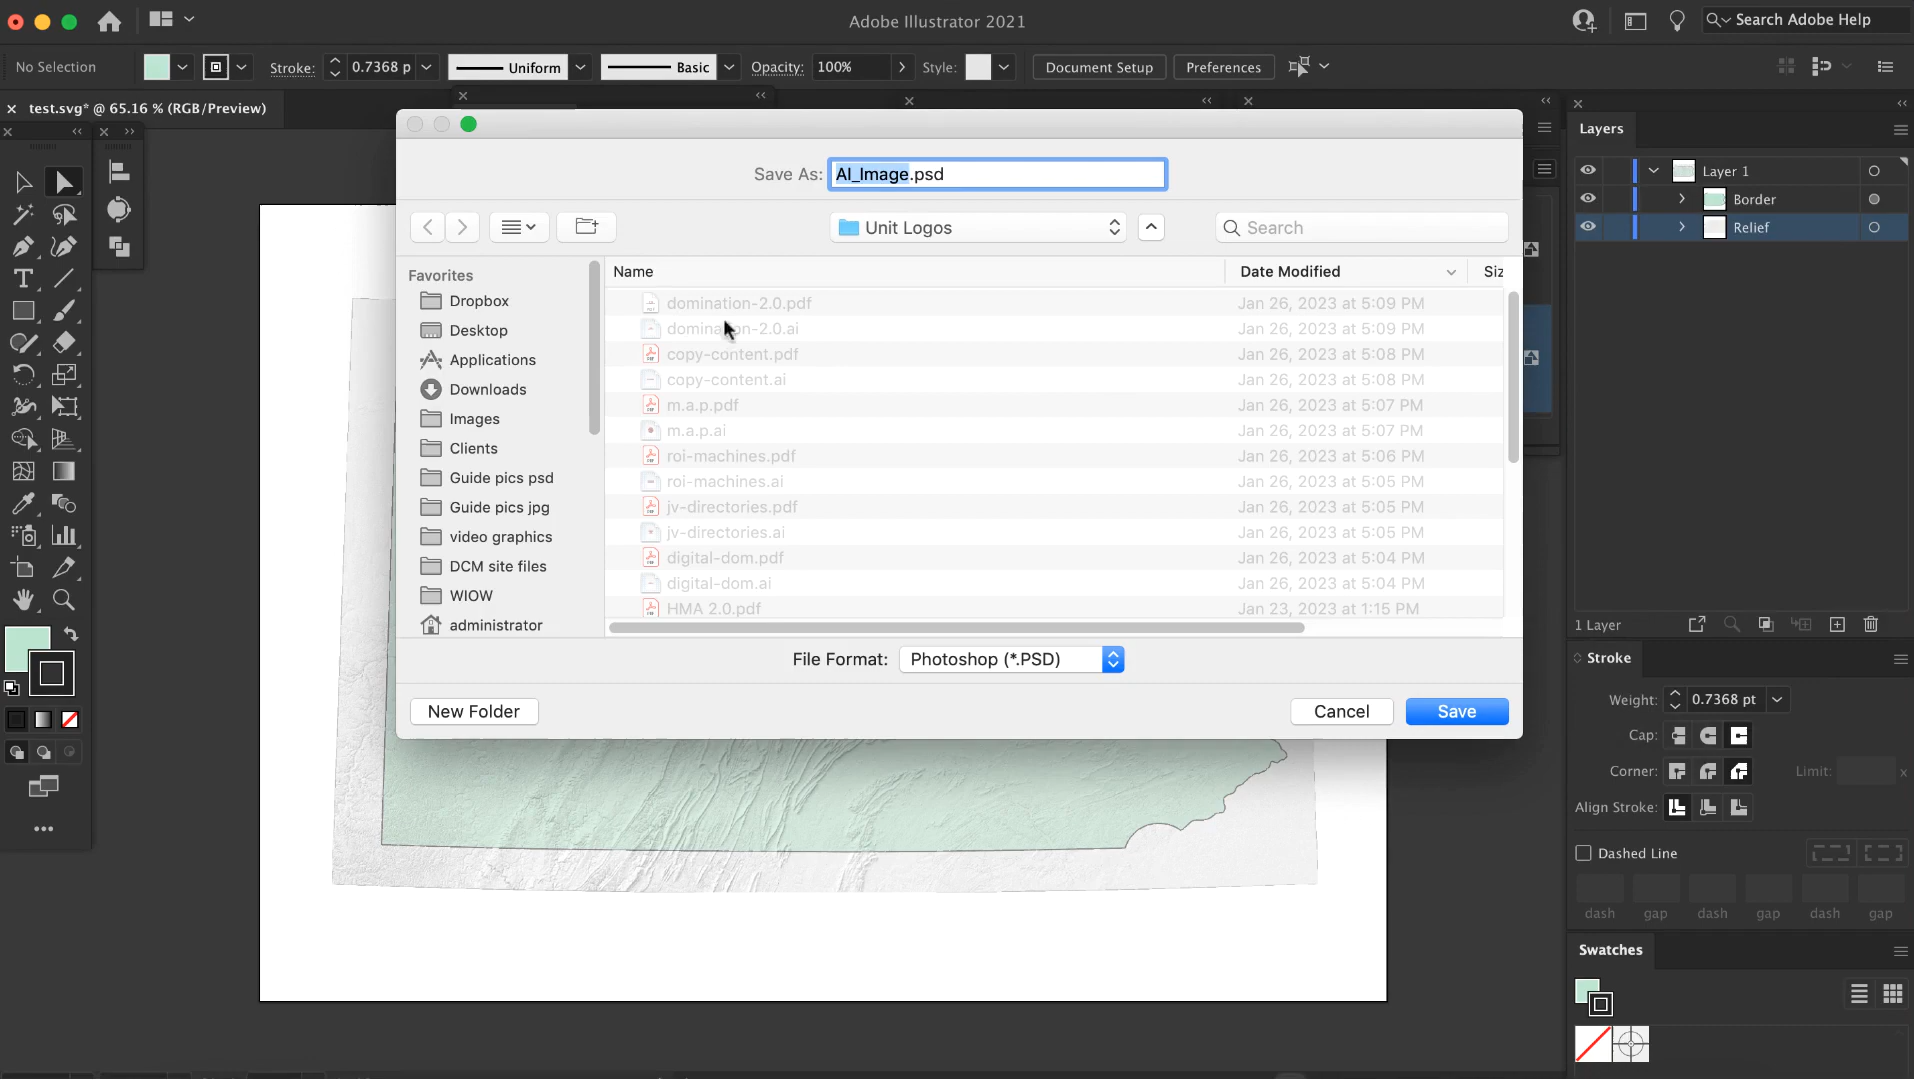 Adobe Illustrator 2021
Search Adobe Help
No Selection
Stroke:
0.7368 p
Uniform
Basic
Opacity:
100%
Style:
Document Setup
Preferences
test.svg* @ 65.16 % (RGB/Preview)
Save As:
AI_Image.psd
Unit Logos
Search
Favorites
Dropbox
Desktop
Applications
Downloads
Images
Clients
Guide pics psd
Guide pics jpg
video graphics
DCM site files
WIOW
administrator
Name
Date Modified
Siz
domination-2.0.pdf
Jan 26, 2023 at 5:09 PM
domination-2.0.ai
Jan 26, 2023 at 5:09 PM
copy-content.pdf
Jan 26, 2023 at 5:08 PM
copy-content.ai
Jan 26, 2023 at 5:08 PM
m.a.p.pdf
Jan 26, 2023 at 5:07 PM
m.a.p.ai
Jan 26, 2023 at 5:07 PM
roi-machines.pdf
Jan 26, 2023 at 5:06 PM
roi-machines.ai
Jan 26, 2023 at 5:05 PM
jv-directories.pdf
Jan 26, 2023 at 5:05 PM
jv-directories.ai
Jan 26, 2023 at 5:05 PM
digital-dom.pdf
Jan 26, 2023 at 5:04 PM
digital-dom.ai
Jan 26, 2023 at 5:04 PM
HMA 2.0.pdf
Jan 23, 2023 at 1:15 PM
File Format:
Photoshop (*.PSD)
New Folder
Cancel
Save
Layers
Layer 1
Border
Relief
1 Layer
Stroke
Weight:
0.7368 pt
Cap:
Corner:
Limit:
x
Align Stroke:
Dashed Line
dash
gap
dash
gap
dash
gap
Swatches